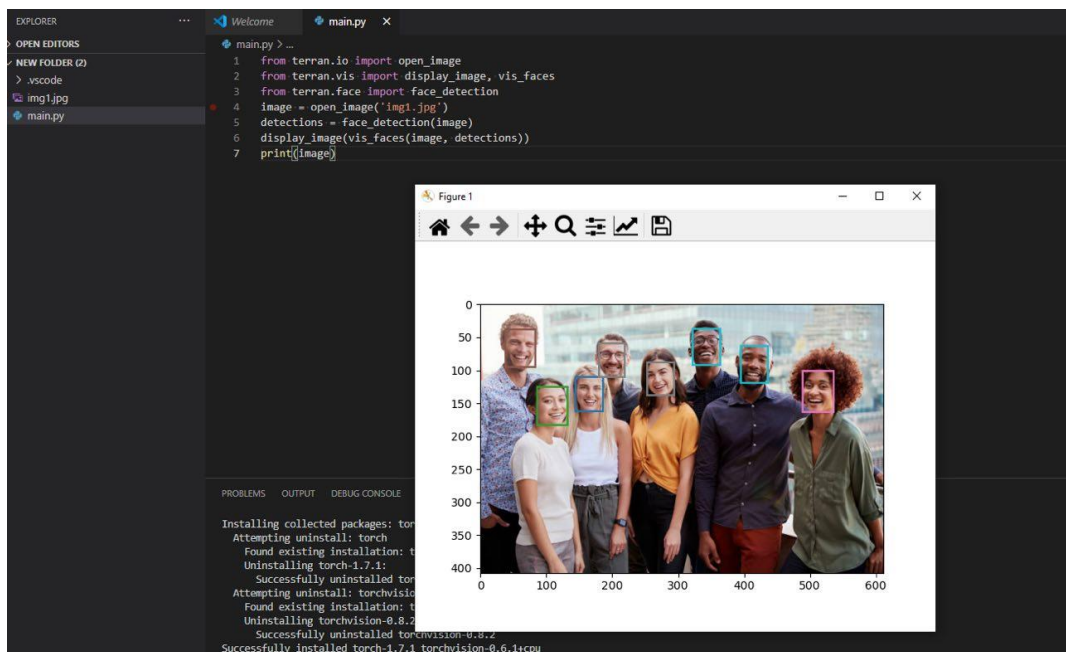 EXPLORER
···
OPEN EDITORS
NEW FOLDER (2)
> .vscode
img1.jpg
main.py
Welcome
main.py ×
main.py > ...
1 from terran.io import open_image
2 from terran.vis import display_image, vis_faces
3 from terran.face import face_detection
4 image = open_image('img1.jpg')
5 detections = face_detection(image)
6 display_image(vis_faces(image, detections))
7 print(image)
Figure 1
0
50
100
150
200
250
300
350
400
0 100 200 300 400 500 600
PROBLEMS OUTPUT DEBUG CONSOLE
Installing collected packages: tor
Attempting uninstall: torch
Found existing installation: t
Uninstalling torch-1.7.1:
Successfully uninstalled tor
Attempting uninstall: torchvisio
Found existing installation: t
Uninstalling torchvision-0.8.2
Successfully uninstalled torchvision-0.8.2
Successfully installed torch-1.7.1 torchvision-0.6.1+cpu